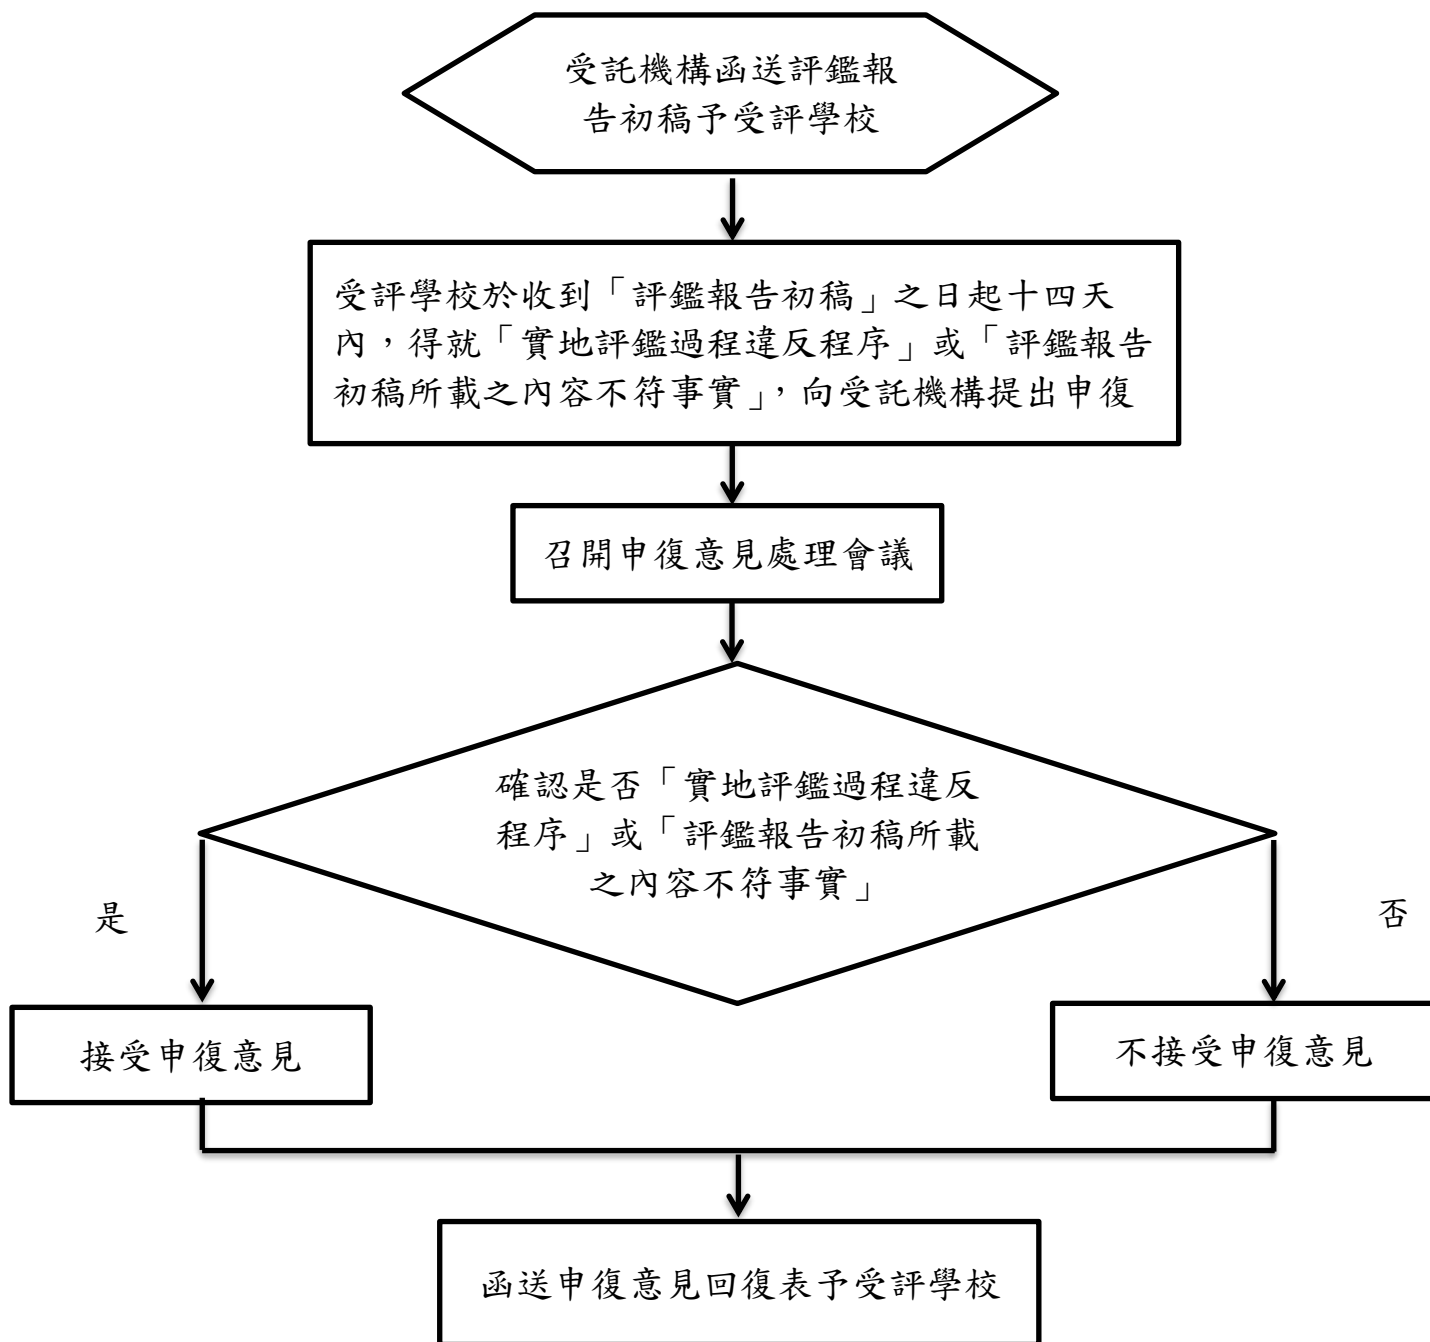 受託機構函送評鑑報
告初稿予受評學校
受評學校於收到「評鑑報告初稿」之日起十四天
內，得就「實地評鑑過程違反程序」或「評鑑報告
初稿所載之內容不符事實」，向受託機構提出申復
召開申復意見處理會議
確認是否「實地評鑑過程違反
程序」或「評鑑報告初稿所載
之內容不符事實」
是
否
接受申復意見
不接受申復意見
函送申復意見回復表予受評學校